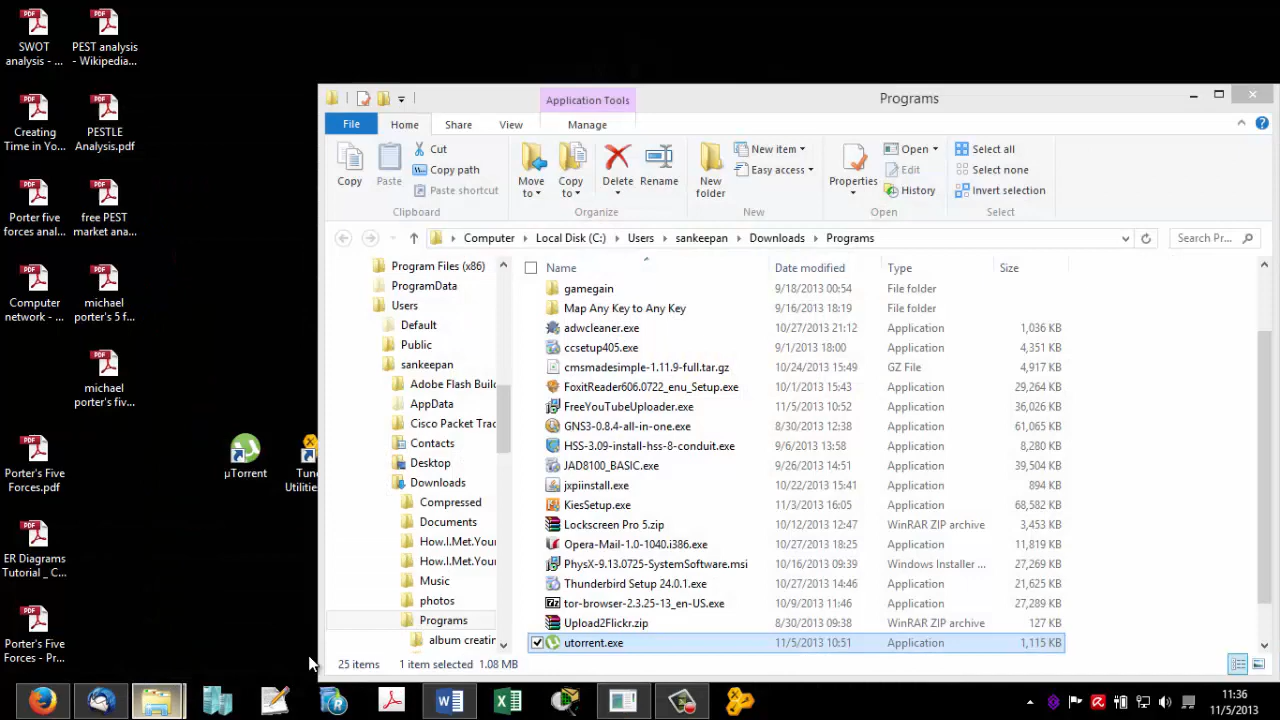 SWOT
analysis - ...
PEST analysis
- Wikipedia...
Creating
Time in Yo...
PESTLE
Analysis.pdf
Porter five
forces anal...
free PEST
market ana...
Computer
network - ...
michael
porter's 5 f...
michael
porter's fiv...
Porter's Five
Forces.pdf
µTorrent
Tune
Utilities
ER Diagrams
Tutorial _ C...
Porter's Five
Forces - Pr...
Application Tools
Programs
File
Home
Share
View
Manage
Copy
Paste
Cut
Copy path
Paste shortcut
Clipboard
Move
to
Copy
to
Delete
Rename
Organize
New
folder
New item
Easy access
New
Properties
Open
Edit
History
Open
Select all
Select none
Invert selection
Select
Computer
Local Disk (C:)
Users
sankeepan
Downloads
Programs
Search Pr...
Program Files (x86)
ProgramData
Users
Default
Public
sankeepan
Adobe Flash Buil
AppData
Cisco Packet Trac
Contacts
Desktop
Downloads
Compressed
Documents
How.I.Met.Your
How.I.Met.Your
Music
photos
Programs
album creatin
Name Date modified Type Size
gamegain 9/18/2013 00:54 File folder
Map Any Key to Any Key 9/16/2013 18:19 File folder
adwcleaner.exe 10/27/2013 21:12 Application 1,036 KB
ccsetup405.exe 9/1/2013 18:00 Application 4,351 KB
cmsmadesimple-1.11.9-full.tar.gz 10/24/2013 15:49 GZ File 4,917 KB
FoxitReader606.0722_enu_Setup.exe 10/1/2013 15:43 Application 29,264 KB
FreeYouTubeUploader.exe 11/5/2013 10:52 Application 36,026 KB
GNS3-0.8.4-all-in-one.exe 8/30/2013 12:38 Application 61,065 KB
HSS-3.09-install-hss-8-conduit.exe 9/6/2013 13:58 Application 8,280 KB
JAD8100_BASIC.exe 9/26/2013 14:51 Application 39,504 KB
jxpiinstall.exe 10/22/2013 15:41 Application 894 KB
KiesSetup.exe 11/3/2013 16:05 Application 68,582 KB
Lockscreen Pro 5.zip 10/12/2013 12:47 WinRAR ZIP archive 3,453 KB
Opera-Mail-1.0-1040.i386.exe 10/27/2013 18:25 Application 11,819 KB
PhysX-9.13.0725-SystemSoftware.msi 10/16/2013 09:39 Windows Installer ... 27,269 KB
Thunderbird Setup 24.0.1.exe 10/27/2013 14:46 Application 21,625 KB
tor-browser-2.3.25-13_en-US.exe 10/9/2013 11:46 Application 27,289 KB
Upload2Flickr.zip 8/30/2013 09:38 WinRAR ZIP archive 127 KB
utorrent.exe 11/5/2013 10:51 Application 1,115 KB
25 items 1 item selected 1.08 MB
11:36
11/5/2013